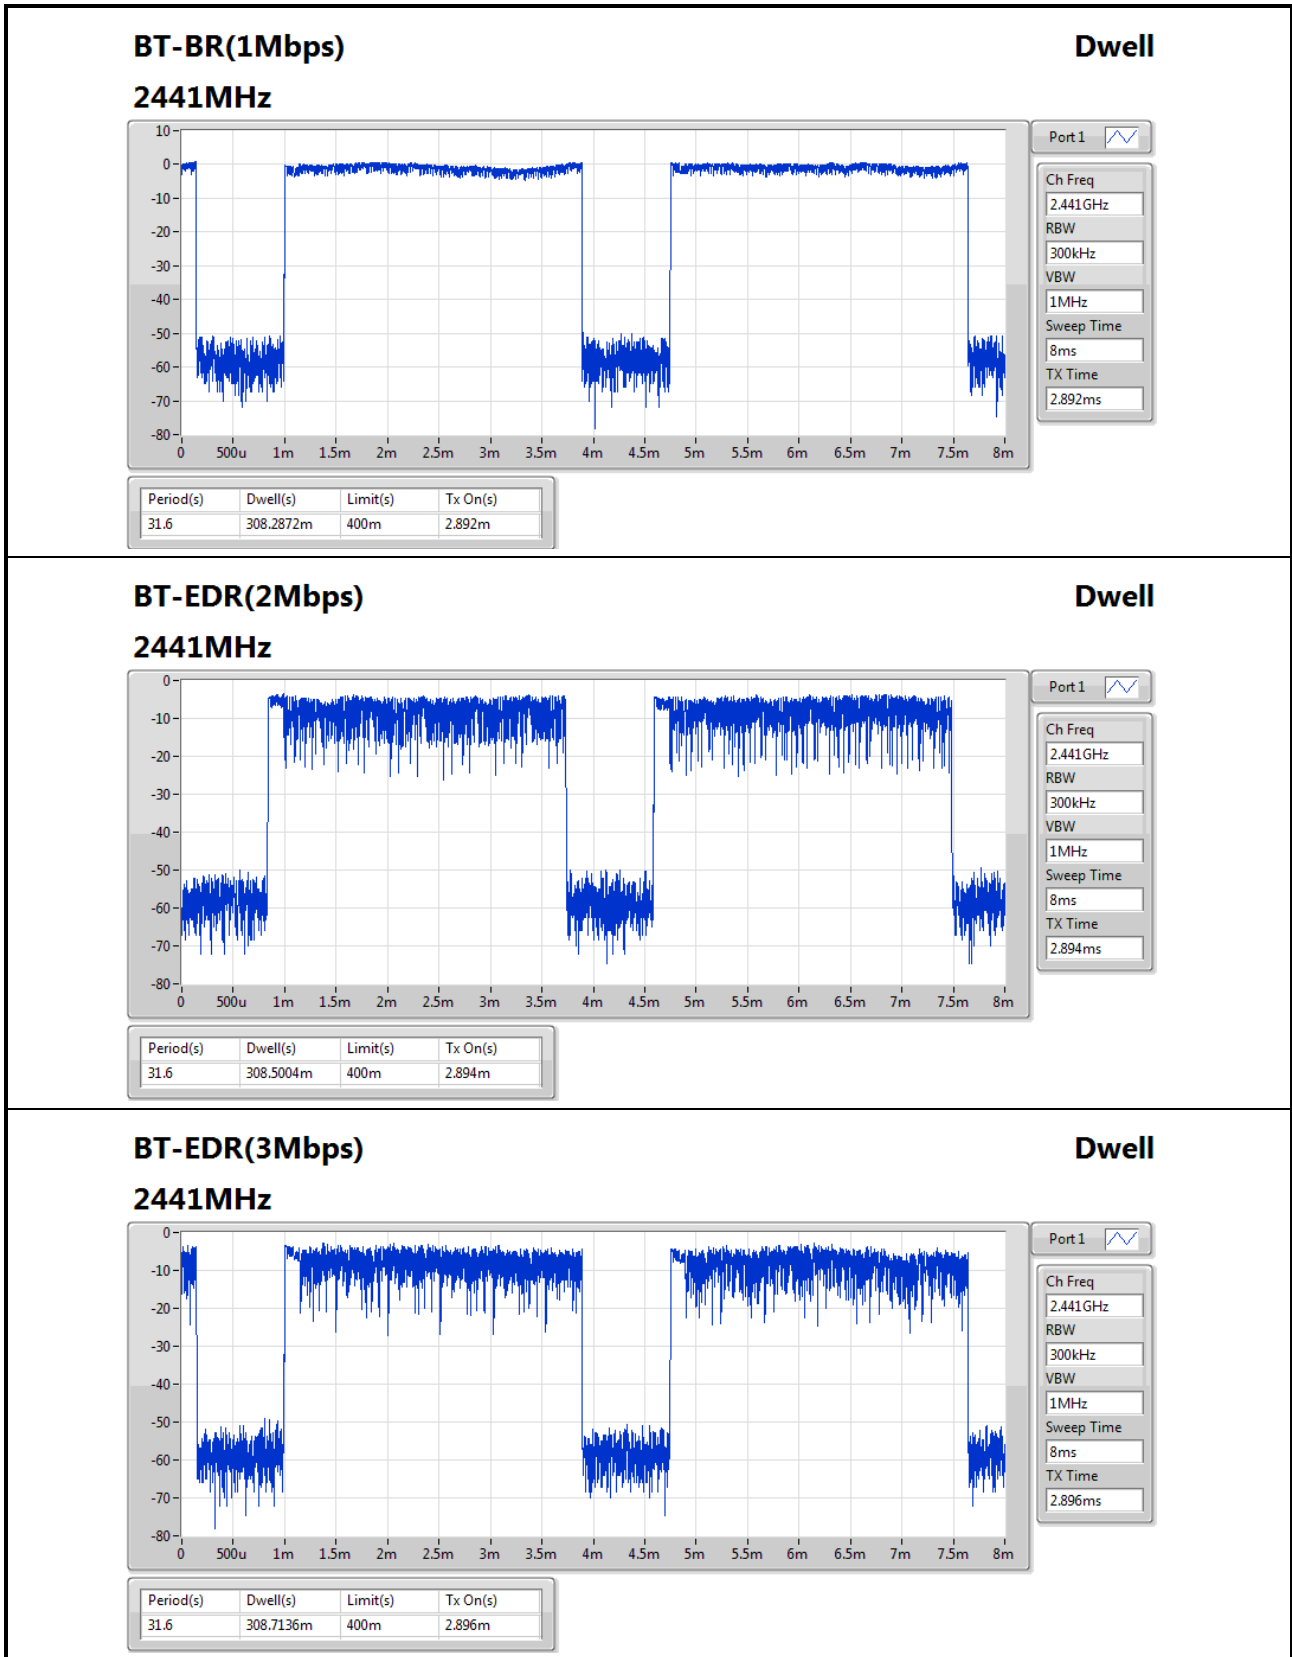 BT-BR(1Mbps) Dwell
2441MHz
Port 1
10
0
-10
-20
-30
-40
-50
-60
-70
-80
0 500u 1m 1.5m 2m 2.5m 3m 3.5m 4m 4.5m 5m 5.5m 6m 6.5m 7m 7.5m 8m
Ch Freq
2.441GHz
RBW
300kHz
VBW
1MHz
Sweep Time
8ms
TX Time
2.892ms
Period(s) Dwell(s) Limit(s) Tx On(s)
31.6 308.2872m 400m 2.892m
BT-EDR(2Mbps) Dwell
2441MHz
Port 1
0
-10
-20
-30
-40
-50
-60
-70
-80
0 500u 1m 1.5m 2m 2.5m 3m 3.5m 4m 4.5m 5m 5.5m 6m 6.5m 7m 7.5m 8m
Ch Freq
2.441GHz
RBW
300kHz
VBW
1MHz
Sweep Time
8ms
TX Time
2.894ms
Period(s) Dwell(s) Limit(s) Tx On(s)
31.6 308.5004m 400m 2.894m
BT-EDR(3Mbps) Dwell
2441MHz
Port 1
0
-10
-20
-30
-40
-50
-60
-70
-80
0 500u 1m 1.5m 2m 2.5m 3m 3.5m 4m 4.5m 5m 5.5m 6m 6.5m 7m 7.5m 8m
Ch Freq
2.441GHz
RBW
300kHz
VBW
1MHz
Sweep Time
8ms
TX Time
2.896ms
Period(s) Dwell(s) Limit(s) Tx On(s)
31.6 308.7136m 400m 2.896m